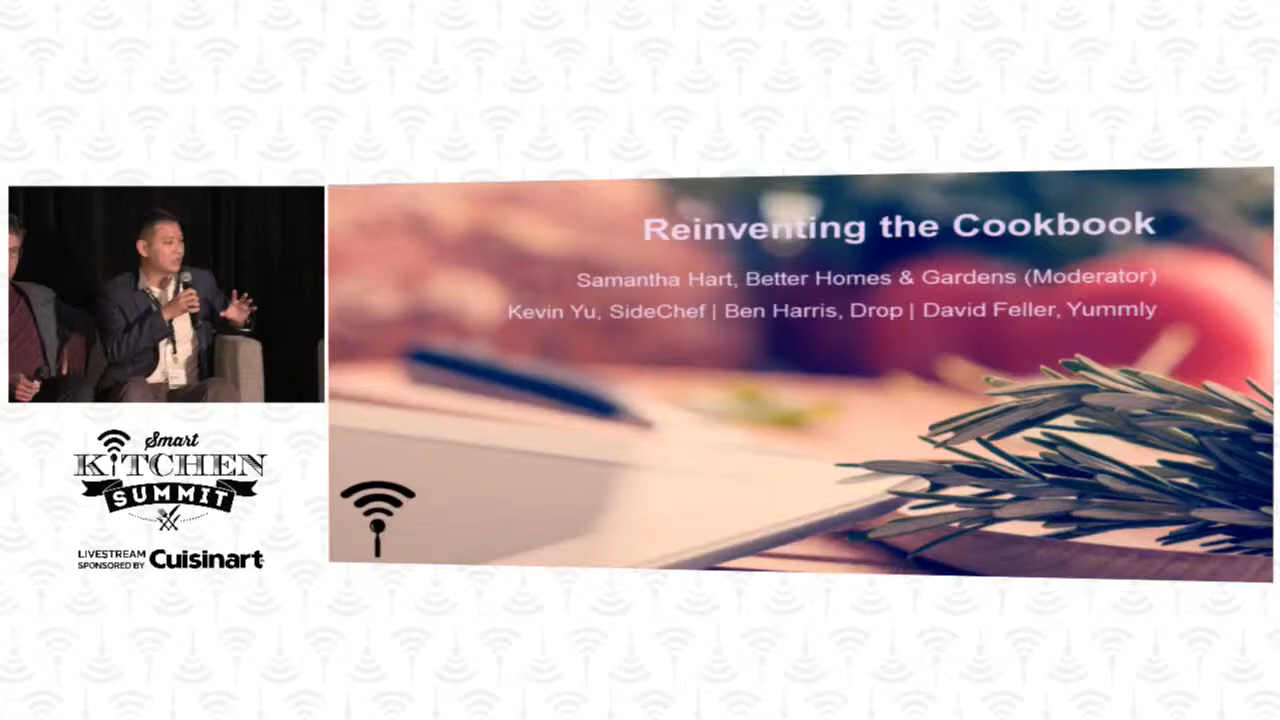 Reinventing the Cookbook
Samantha Hart, Better Homes & Gardens (Moderator)
Kevin Yu, SideChef | Ben Harris, Drop | David Feller, Yummly
Smart
KITCHEN
SUMMIT
LIVESTREAM
SPONSORED BY Cuisinart